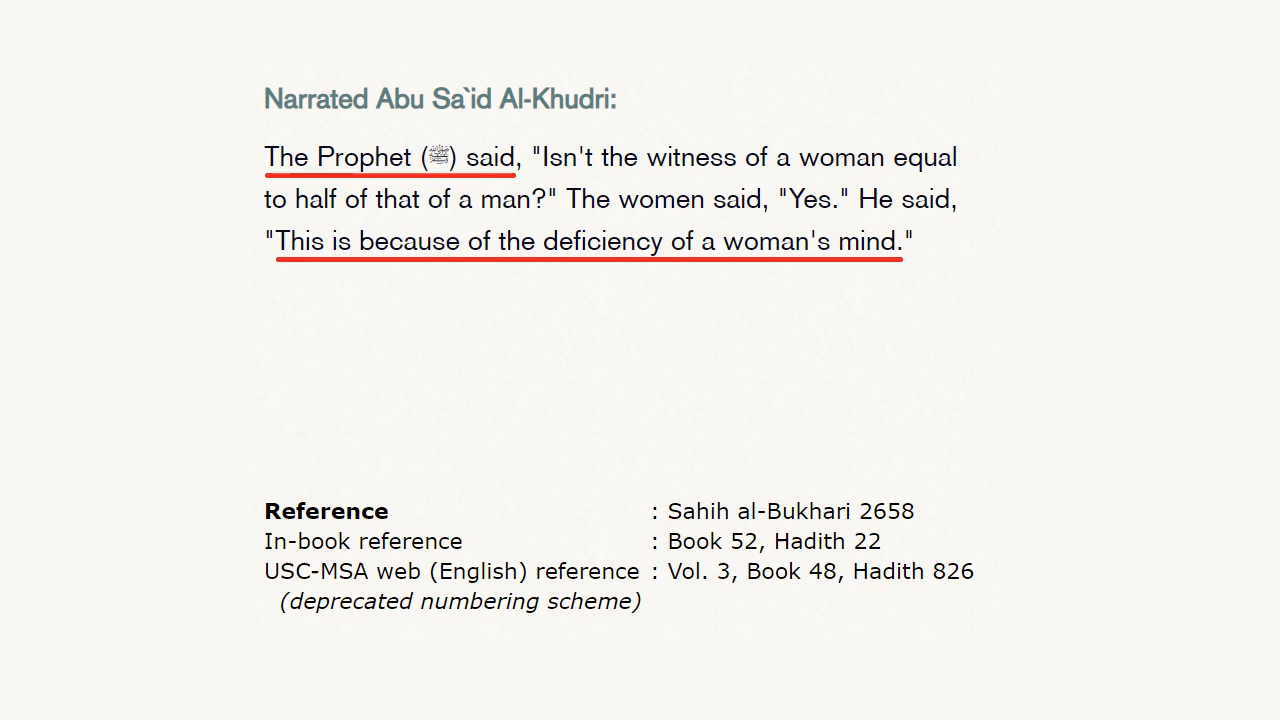 Narrated Abu Sa`id Al-Khudri:
The Prophet (ﷺ) said, "Isn't the witness of a woman equal
to half of that of a man?" The women said, "Yes." He said,
"This is because of the deficiency of a woman's mind."
Reference : Sahih al-Bukhari 2658
In-book reference : Book 52, Hadith 22
USC-MSA web (English) reference : Vol. 3, Book 48, Hadith 826
(deprecated numbering scheme)